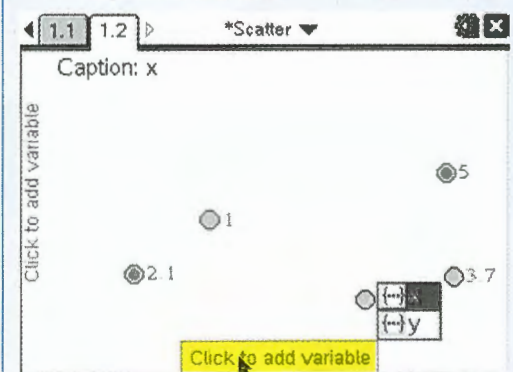 1.1 1.2 *Scatter
Caption: x
Click to add variable
5
1
2.1
3.7
{...} x
{...} y
Click to add variable